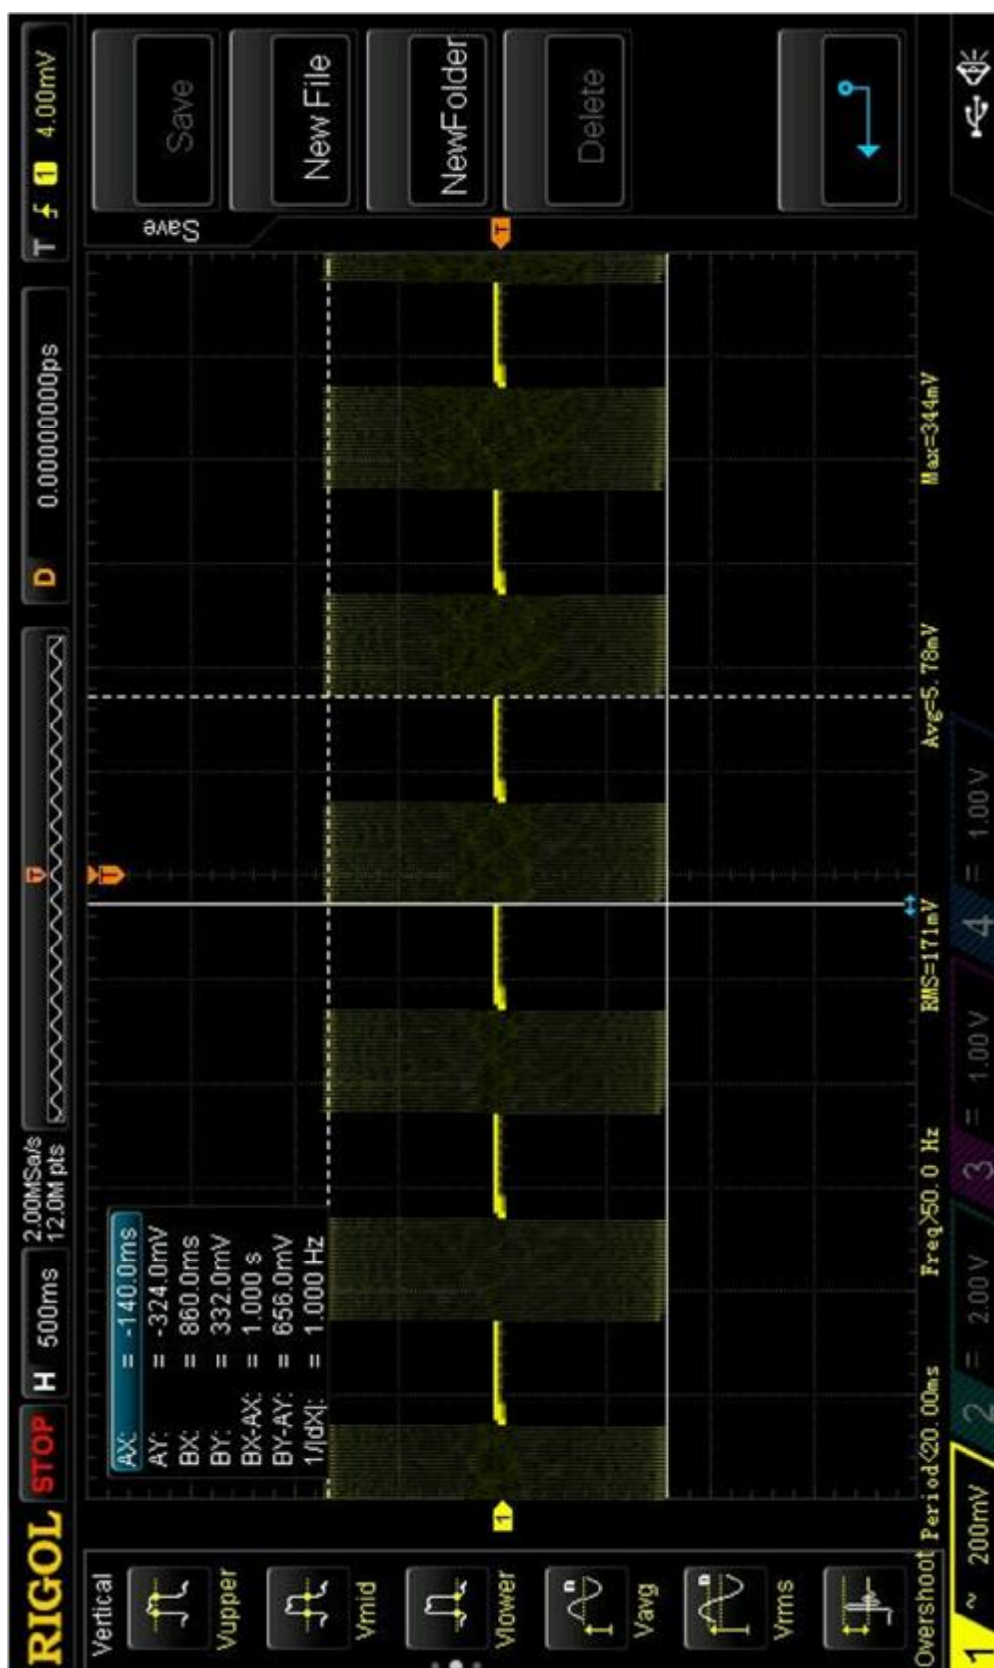 RIGOL STOP H 500ms 2.00MSa/s 12.0M pts T D 0.00000000ps T 1 4.00mV
Vertical
Vupper
Vmid
Vlower
Vavg
Vrms
Overshoot
AX: = -140.0ms
AY: = -324.0mV
BX: = 860.0ms
BY: = 332.0mV
BX-AX: = 1.000 s
BY-AY: = 656.0mV
1/|dX|: = 1.000 Hz
T
1
T
Save
Save
New File
NewFolder
Delete
Period<20.00ms Freq>50.0 Hz RMS=171mV Avg=5.78mV Max=344mV
1 ~ 200mV 2 = 2.00 V 3 = 1.00 V 4 = 1.00 V